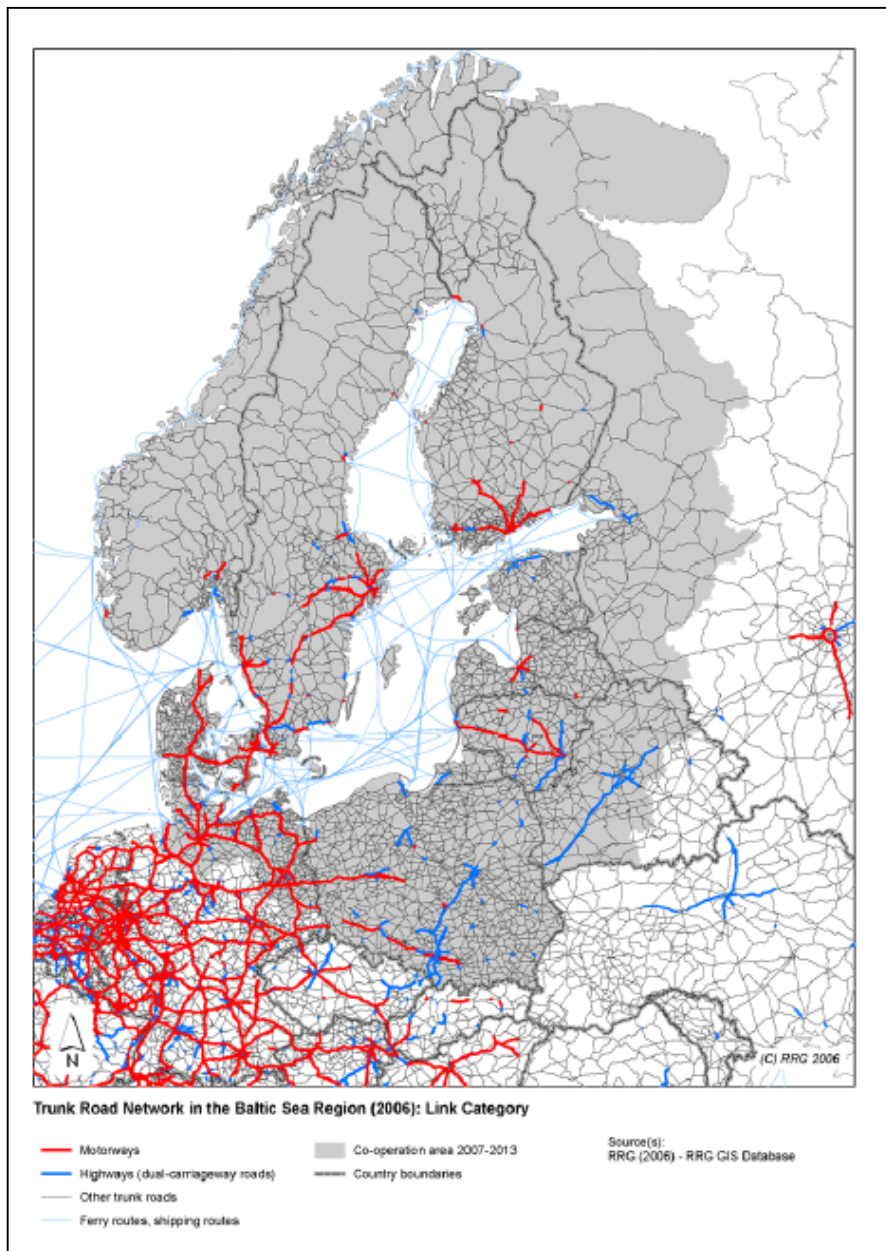 N
(C) RRG 2006
Trunk Road Network in the Baltic Sea Region (2006): Link Category
Motorways
Highways (dual-carriageway roads)
Other trunk roads
Ferry routes, shipping routes
Co-operation area 2007-2013
Country boundaries
Source(s):
RRG (2006) - RRG GIS Database